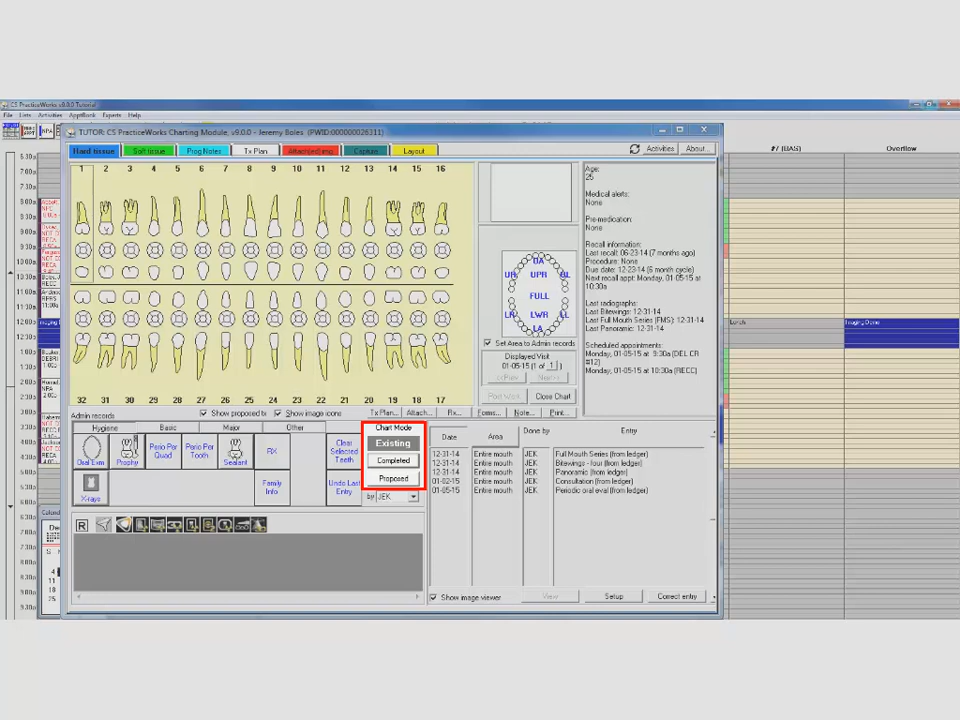 CS PracticeWorks v9.0.0 Tutorial
File Lists Activities ApptBook Experts Help
TUTOR: CS PracticeWorks Charting Module, v9.0.0 - Jeremy Boles (PWID:000000026311)
Hard tissue Soft tissue Prog Notes Tx Plan Capture Layout
Activities About...
#7 (BAS) Overflow
1 2 3 4 5 6 7 8 9 10 11 12 13 14 15 16
32 31 30 29 28 27 26 25 24 23 22 21 20 19 18 17
UA
UR UPR UL
FULL
LR LWR LL
LA
Set Area to Admin records
Displayed Visit
01-05-15 (1 of 1 )
<<Prev Next>>
Close Chart
Age:
25
Medical alerts:
None
Pre-medication:
None
Recall information:
Last recall: 06-23-14 (7 months ago)
Procedure: None
Due date: 12-23-14 (6 month cycle)
Next recall appt: Monday, 01-05-15 at
10:30a
Last radiographs:
Last Bitewings: 12-31-14
Last Full Mouth Series (FMS): 12-31-14
Last Panoramic: 12-31-14
Scheduled appointments:
Monday, 01-05-15 at 9:30a (DEL CR
#12)
Monday, 01-05-15 at 10:30a (RECC)
Lunch
Imaging Demo
Admin records
Show proposed tx Show image icons
Tx Plan... Attach... Rx... Forms... Note... Print...
Hygiene Basic Major Other
Oral Exm Prophy Perio Per Quad Perio Per Tooth Sealant RX
X-rays Family Info
Clear Selected Teeth
Undo Last Entry
Chart Mode
Existing
Completed
Proposed
by JEK
Date Area Done by Entry
12-31-14 Entire mouth JEK Full Mouth Series (from ledger)
12-31-14 Entire mouth JEK Bitewings - four (from ledger)
12-31-14 Entire mouth JEK Panoramic (from ledger)
01-02-15 Entire mouth JEK Consultation (from ledger)
01-05-15 Entire mouth JEK Periodic oral eval (from ledger)
R
Show image viewer View Setup Correct entry